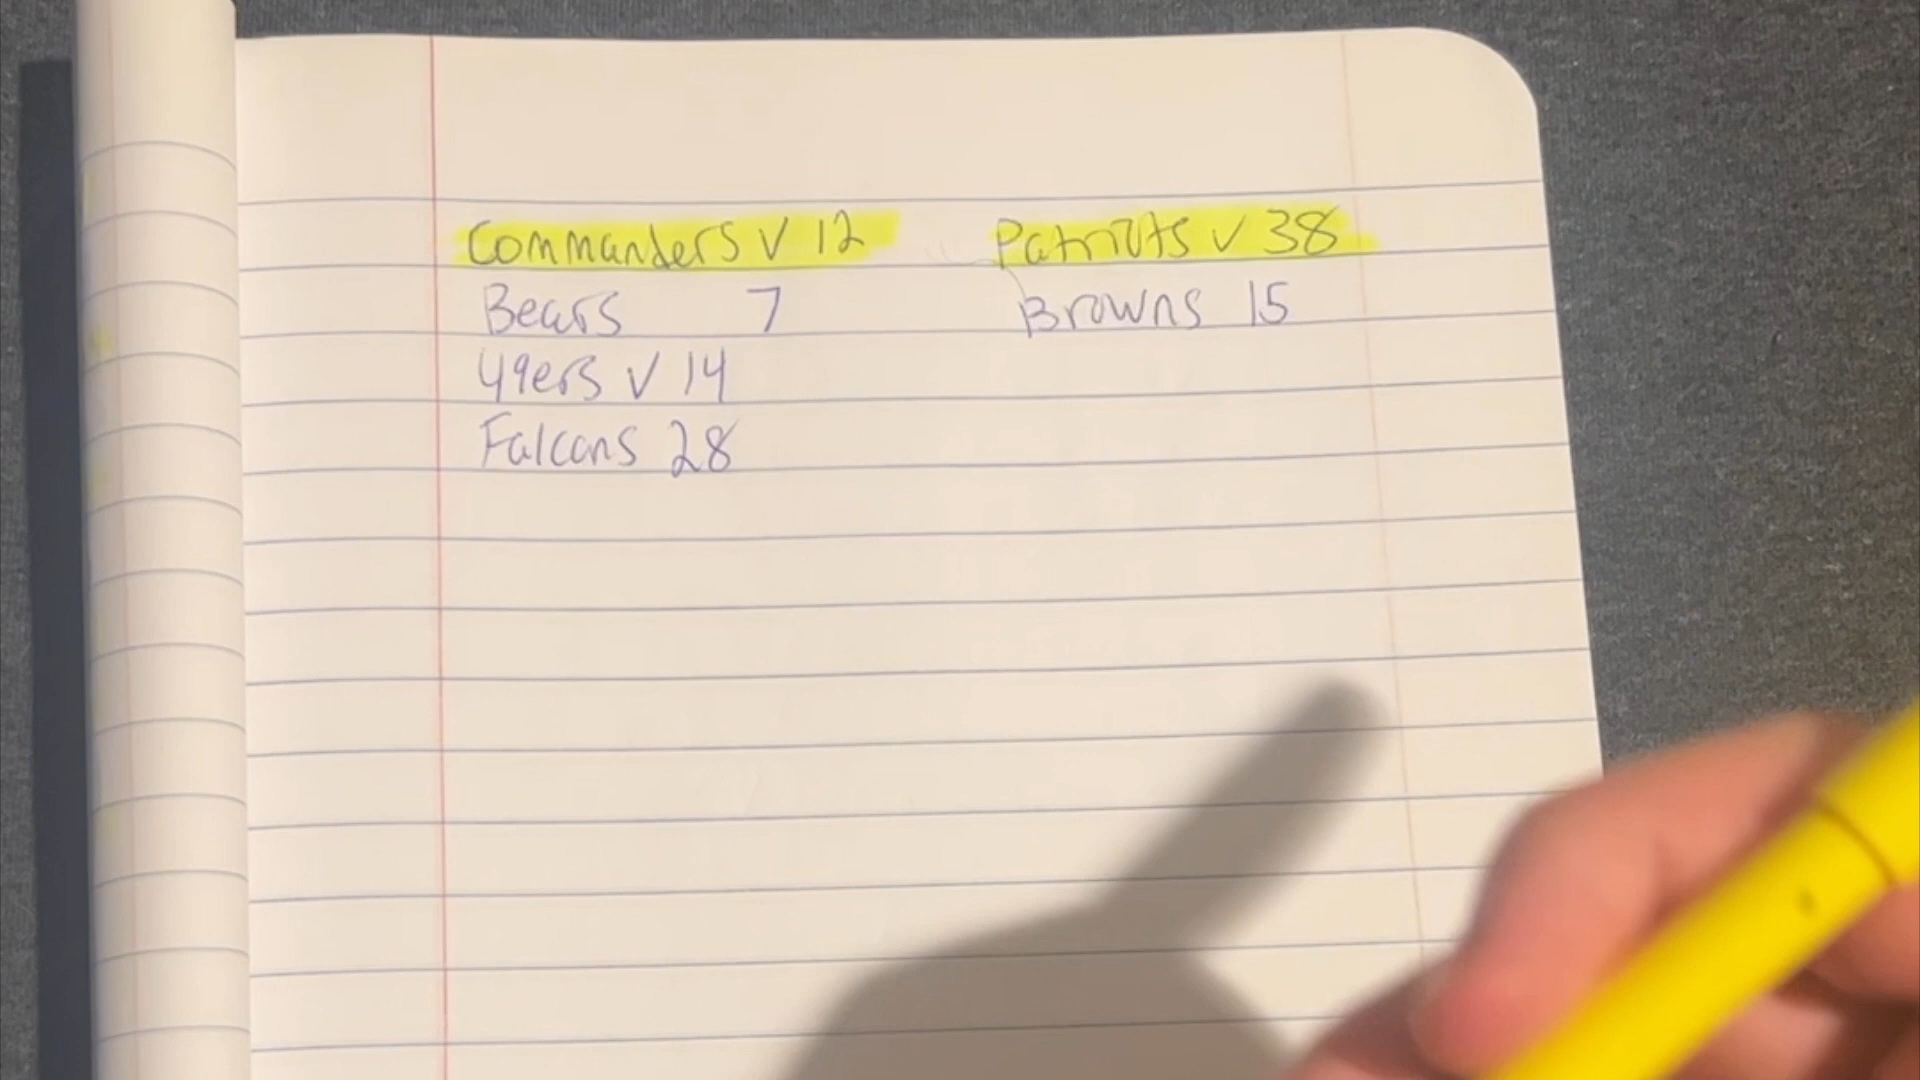 Commanders ✓ 12
Patriots ✓ 38
Bears 7
Browns 15
49ers ✓ 14
Falcons 28